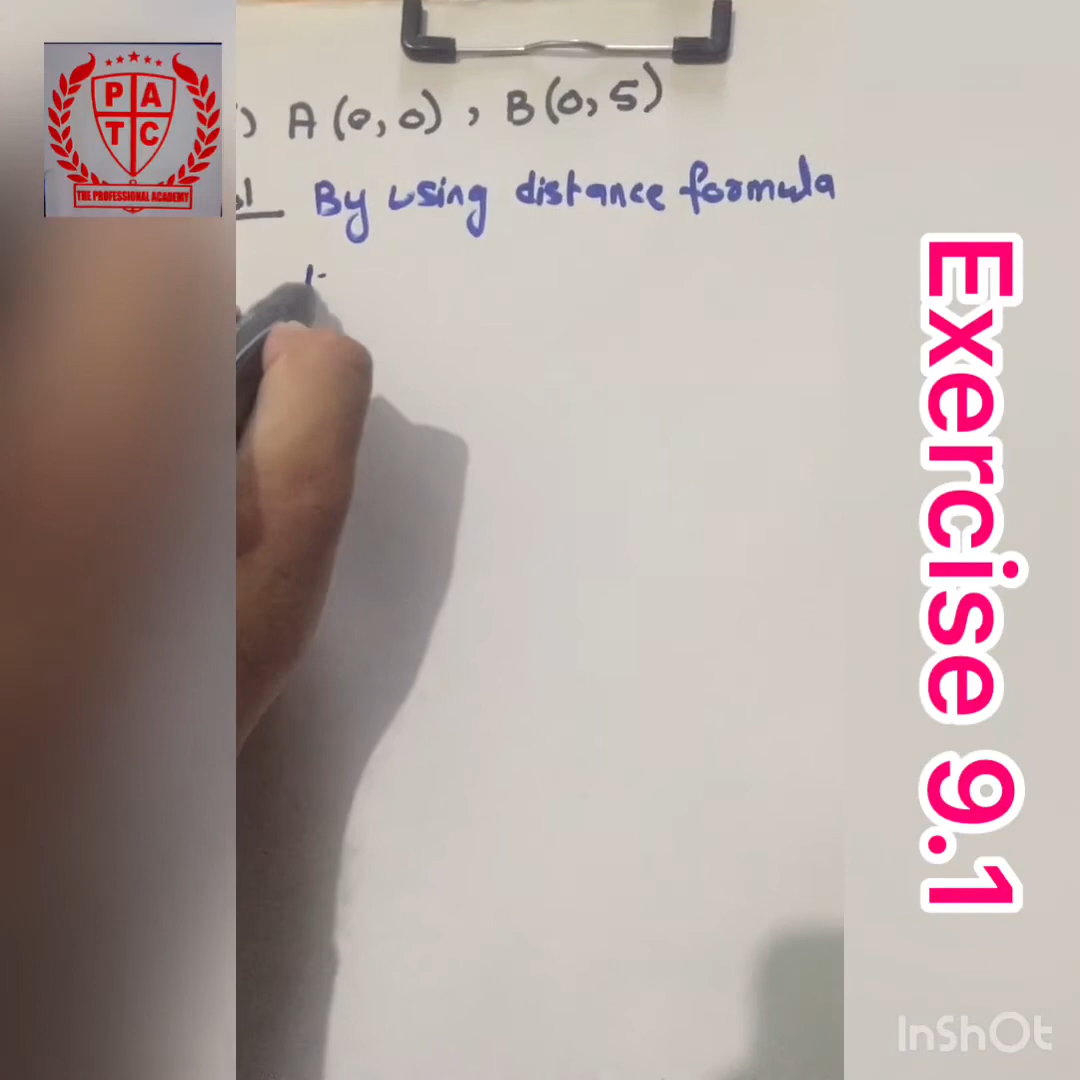 P A
T C
THE PROFESSIONAL ACADEMY
) A (0,0) , B (0,5)
By using distance formula
Exercise 9.1
InShOt